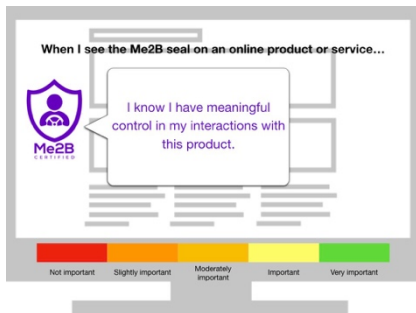 When I see the Me2B seal on an online product or service…
I know I have meaningful
control in my interactions with
this product.
Me2B
CERTIFIED
Not important
Slightly important
Moderately
important
Important
Very important